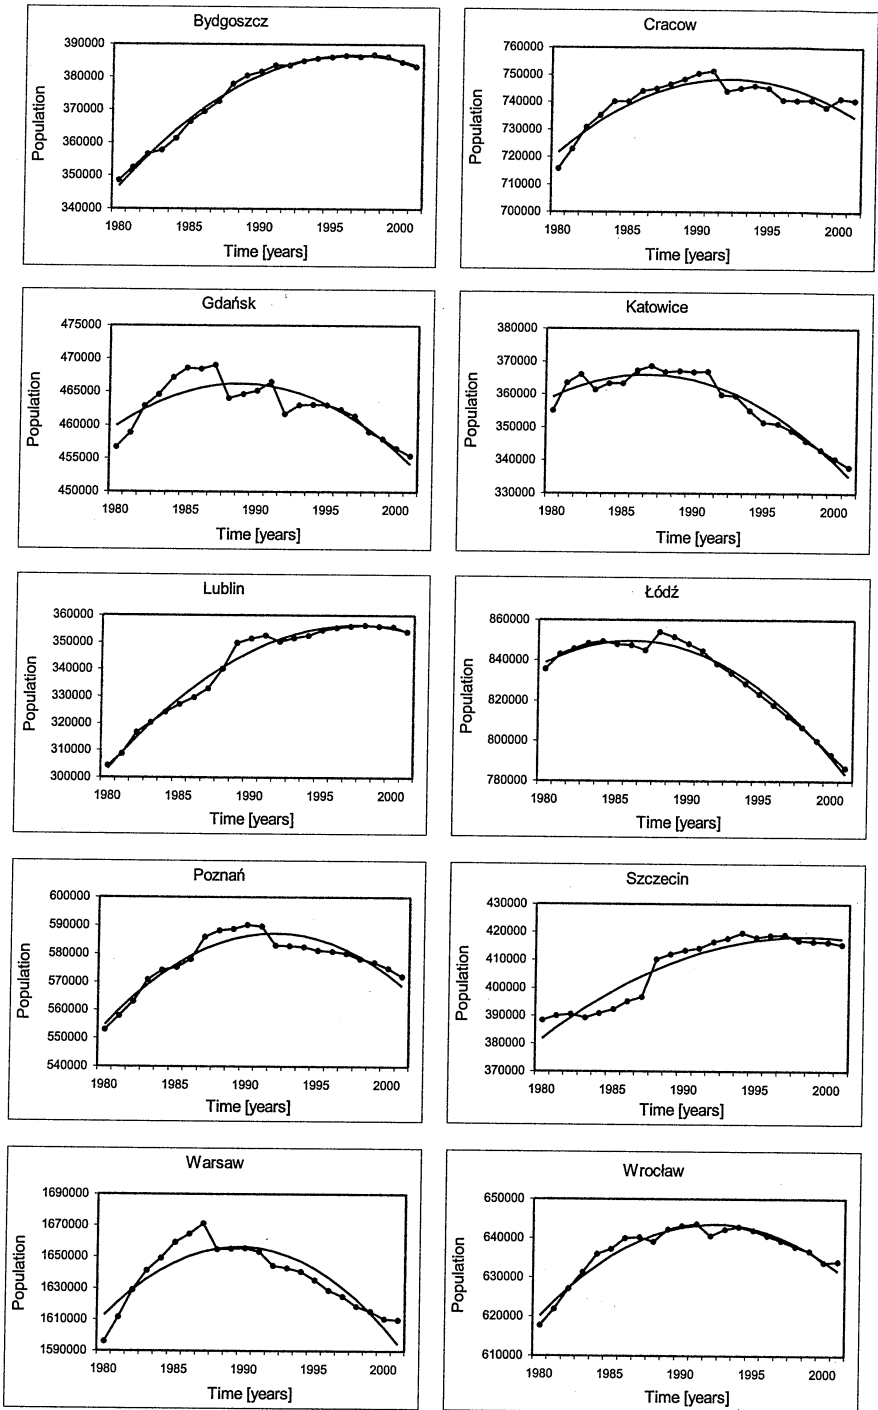 Bydgoszcz
Population
390000
380000
370000
360000
350000
340000
1980 1985 1990 1995 2000
Time [years]
Cracow
Population
760000
750000
740000
730000
720000
710000
700000
1980 1985 1990 1995 2000
Time [years]
Gdańsk
Population
475000
470000
465000
460000
455000
450000
1980 1985 1990 1995 2000
Time [years]
Katowice
Population
380000
370000
360000
350000
340000
330000
1980 1985 1990 1995 2000
Time [years]
Lublin
Population
360000
350000
340000
330000
320000
310000
300000
1980 1985 1990 1995 2000
Time [years]
Łódź
Population
860000
840000
820000
800000
780000
1980 1985 1990 1995 2000
Time [years]
Poznań
Population
600000
590000
580000
570000
560000
550000
540000
1980 1985 1990 1995 2000
Time [years]
Szczecin
Population
430000
420000
410000
400000
390000
380000
370000
1980 1985 1990 1995 2000
Time [years]
Warsaw
Population
1690000
1670000
1650000
1630000
1610000
1590000
1980 1985 1990 1995 2000
Time [years]
Wrocław
Population
650000
640000
630000
620000
610000
1980 1985 1990 1995 2000
Time [years]